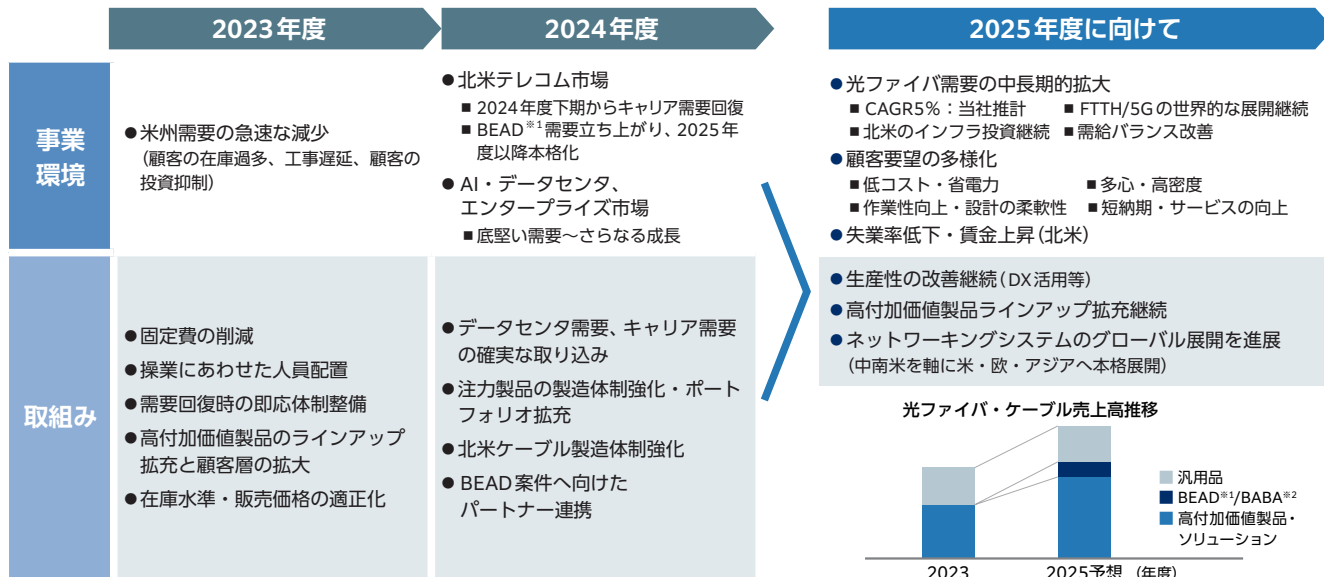 2023年度
2024年度
2025年度に向けて
事業
環境
●米州需要の急速な減少
（顧客の在庫過多、工事遅延、顧客の
投資抑制）
●北米テレコム市場
■2024年度下期からキャリア需要回復
■BEAD※1需要立ち上がり、2025年
度以降本格化
●AI・データセンタ、
エンタープライズ市場
■底堅い需要～さらなる成長
●光ファイバ需要の中長期的拡大
■CAGR5％：当社推計 ■FTTH/5Gの世界的な展開継続
■北米のインフラ投資継続 ■需給バランス改善
●顧客要望の多様化
■低コスト・省電力 ■多心・高密度
■作業性向上・設計の柔軟性 ■短納期・サービスの向上
●失業率低下・賃金上昇（北米）
取組み
●固定費の削減
●操業にあわせた人員配置
●需要回復時の即応体制整備
●高付加価値製品のラインアップ
拡充と顧客層の拡大
●在庫水準・販売価格の適正化
●データセンタ需要、キャリア需要
の確実な取り込み
●注力製品の製造体制強化・ポート
フォリオ拡充
●北米ケーブル製造体制強化
●BEAD案件へ向けた
パートナー連携
●生産性の改善継続（DX活用等）
●高付加価値製品ラインアップ拡充継続
●ネットワーキングシステムのグローバル展開を進展
（中南米を軸に米・欧・アジアへ本格展開）
光ファイバ・ケーブル売上高推移
■汎用品
■BEAD※1/BABA※2
■高付加価値製品・
ソリューション
2023 2025予想 （年度）